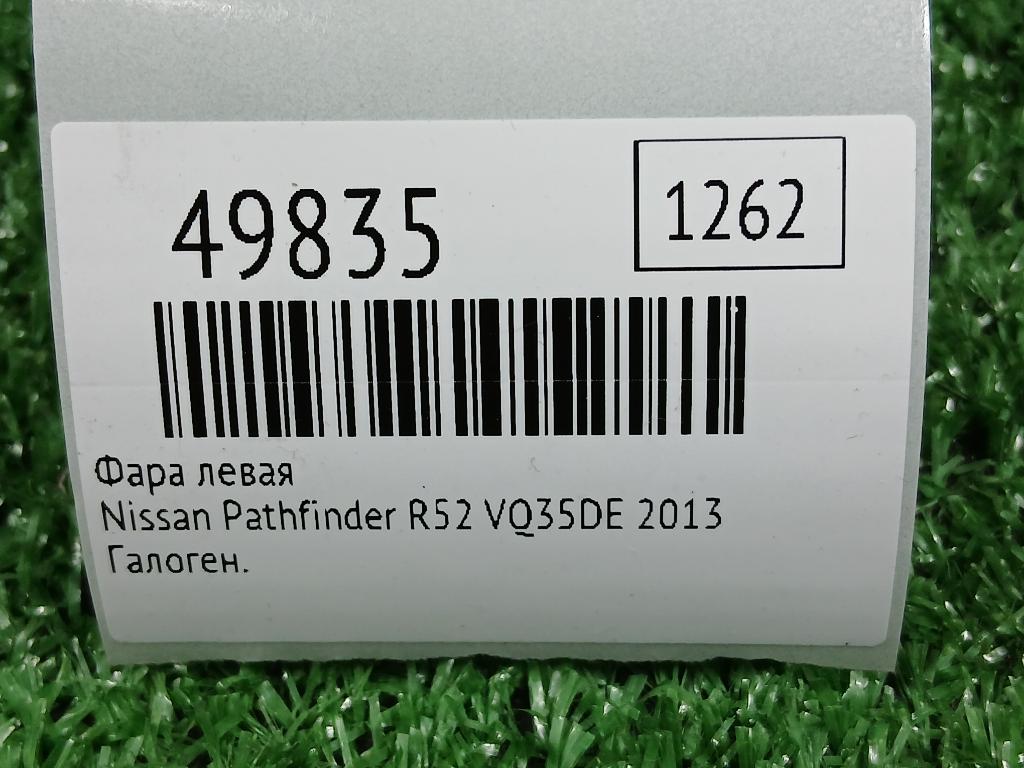 49835
1262
Фара левая
Nissan Pathfinder R52 VQ35DE 2013
Галоген.